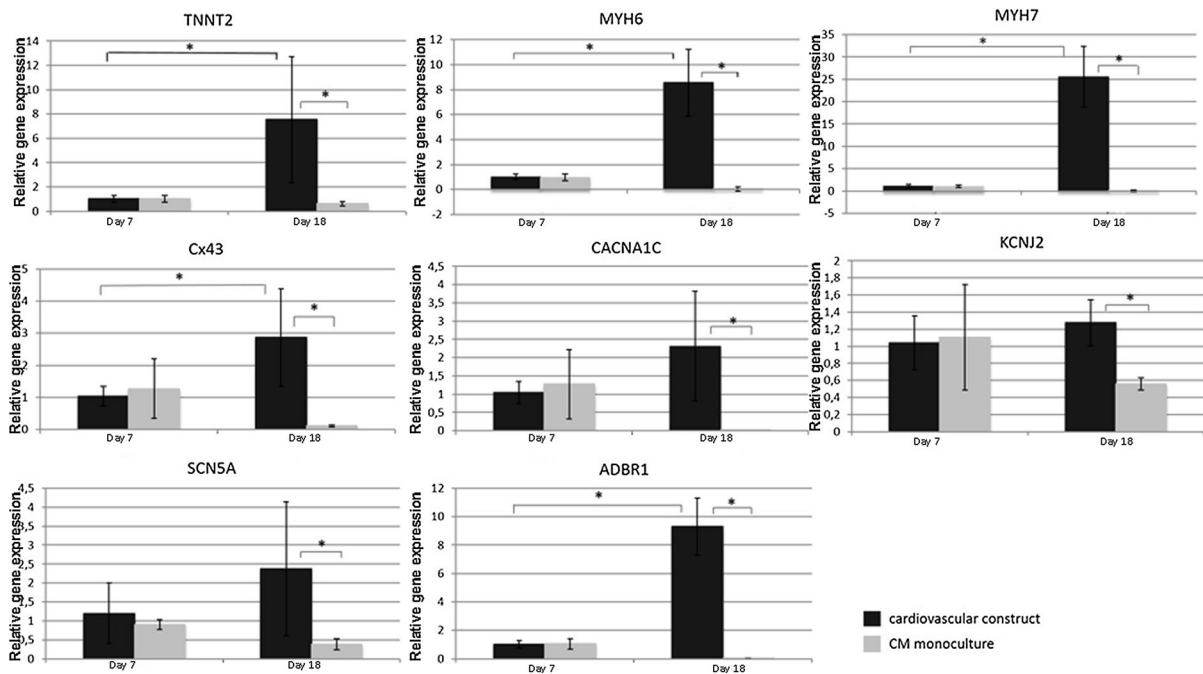 TNNT2
Relative gene expression
14
12
10
8
6
4
2
0
*
*
Day 7
Day 18
MYH6
Relative gene expression
10
8
6
4
2
0
-2
*
*
Day 7
Day 18
MYH7
Relative gene expression
35
30
25
20
15
10
5
0
-5
*
*
Day 7
Day 18
Cx43
Relative gene expression
5
4
3
2
1
0
*
*
Day 7
Day 18
CACNA1C
Relative gene expression
4,5
4
3,5
3
2,5
2
1,5
1
0,5
0
*
Day 7
Day 18
KCNJ2
Relative gene expression
2
1,8
1,6
1,4
1,2
1
0,8
0,6
0,4
0,2
0
*
Day 7
Day 18
SCN5A
Relative gene expression
4,5
4
3,5
3
2,5
2
1,5
1
0,5
0
*
Day 7
Day 18
ADBR1
Relative gene expression
12
10
8
6
4
2
0
*
*
Day 7
Day 18
cardiovascular construct
CM monoculture